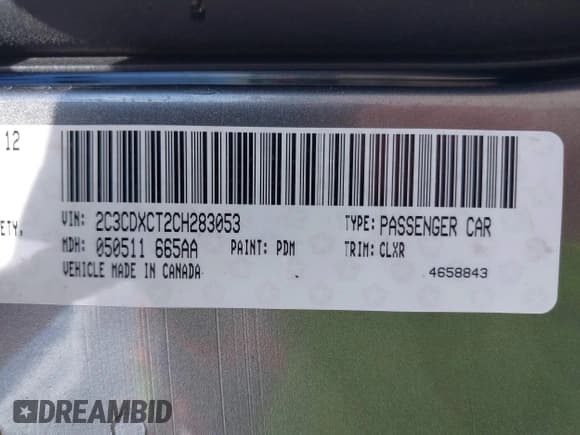 12
VIN: 2C3CDXCT2CH283053
TYPE: PASSENGER CAR
ETY.
MDH: 050511 665AA
PAINT: PDM
TRIM: CLXR
VEHICLE MADE IN CANADA
4658843
DREAMBID